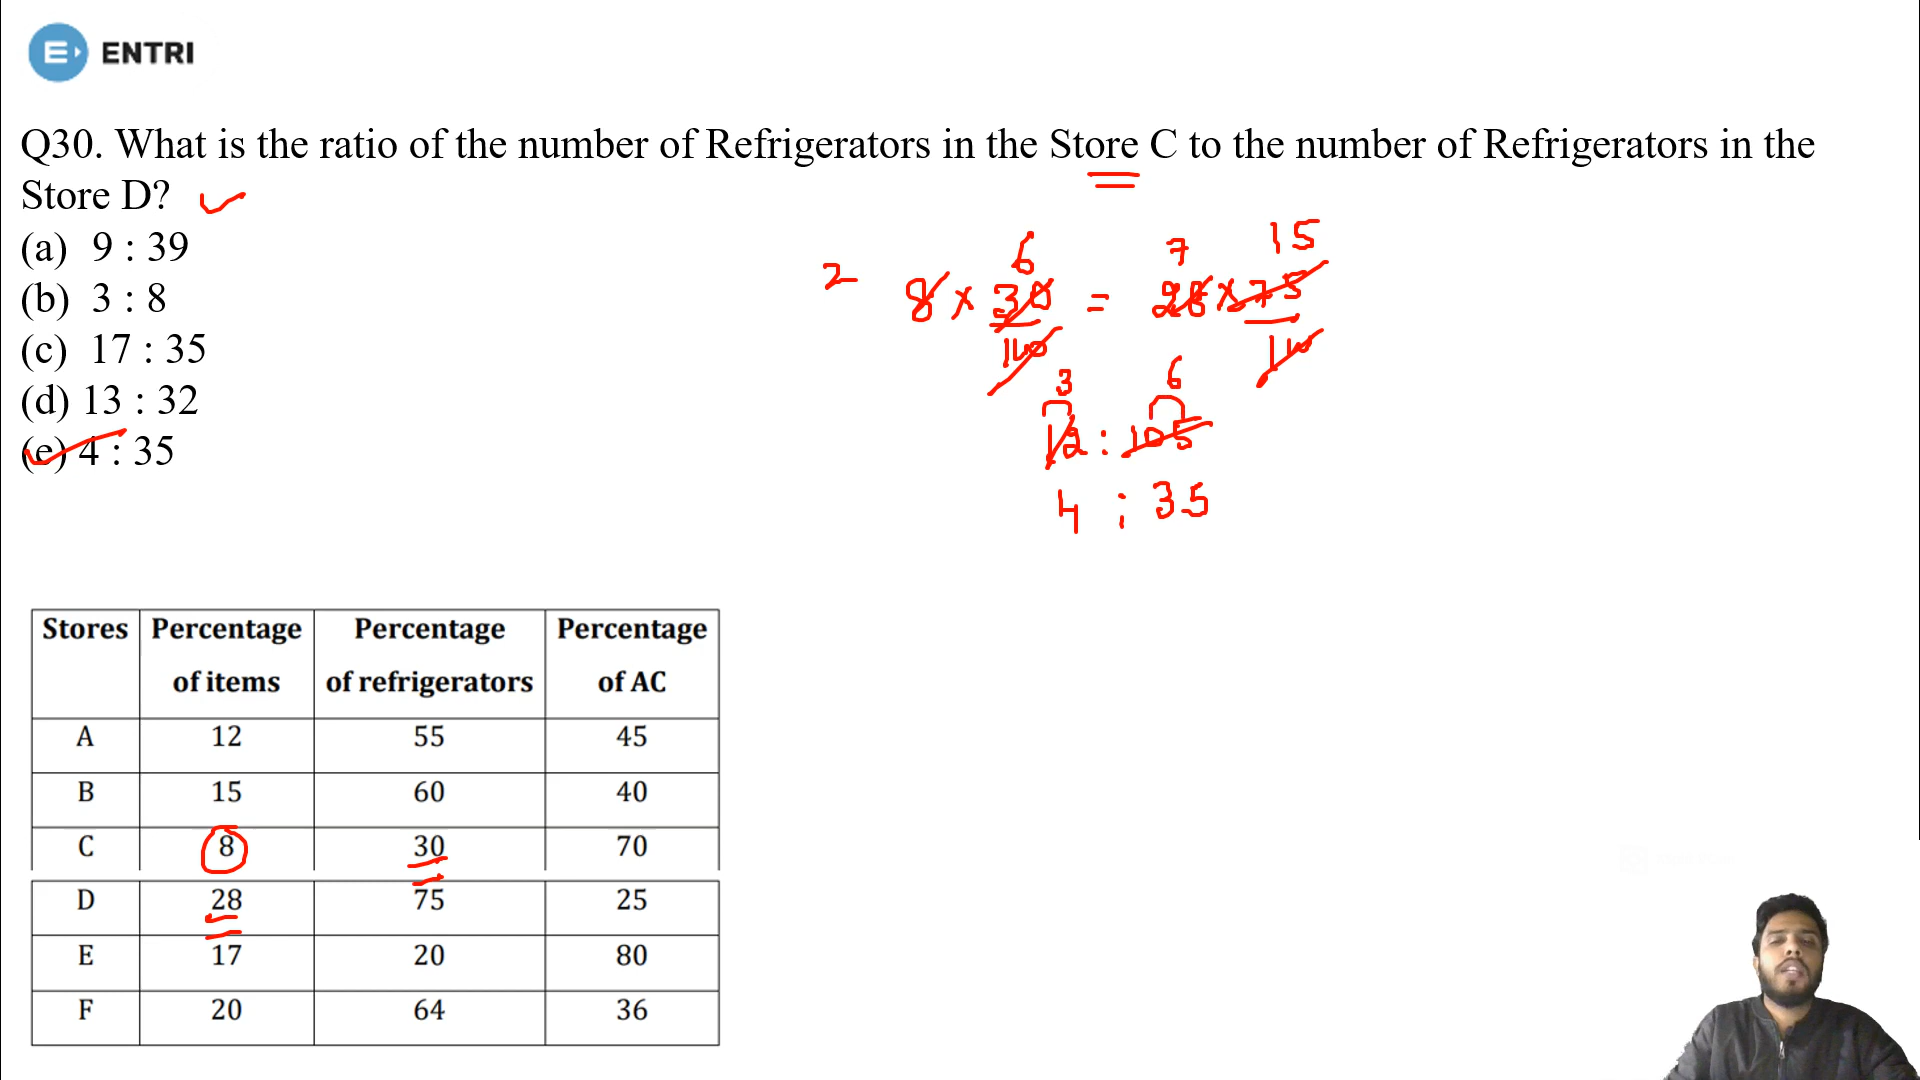 ENTRI
Q30. What is the ratio of the number of Refrigerators in the Store C to the number of Refrigerators in the
Store D?
(a) 9 : 39
(b) 3 : 8
(c) 17 : 35
(d) 13 : 32
(e) 4 : 35
6 7 15
2 8 × 30 = 28 × 75
100 10
3 6
12 : 105
4 : 35
Stores Percentage of items Percentage of refrigerators Percentage of AC
A 12 55 45
B 15 60 40
C 8 30 70
D 28 75 25
E 17 20 80
F 20 64 36